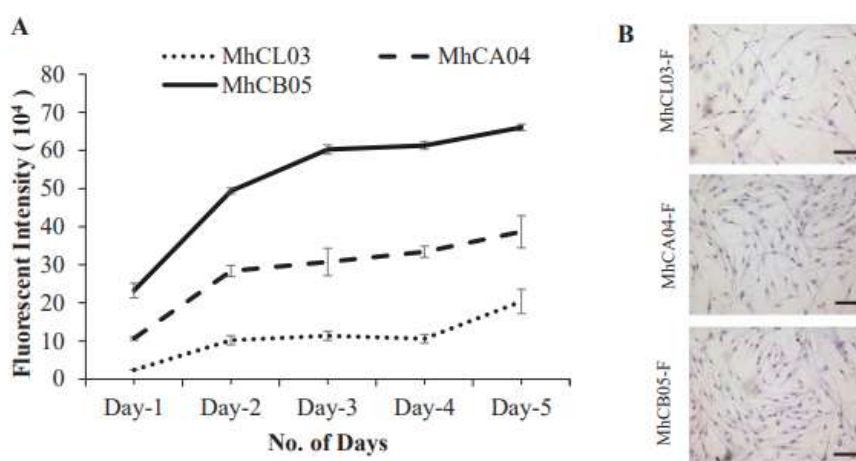 A
MhCL03 MhCA04
MhCB05
Fluorescent Intensity ( 10⁴ )
80
70
60
50
40
30
20
10
0
Day-1 Day-2 Day-3 Day-4 Day-5
No. of Days
B
MhCL03-F
MhCA04-F
MhCB05-F